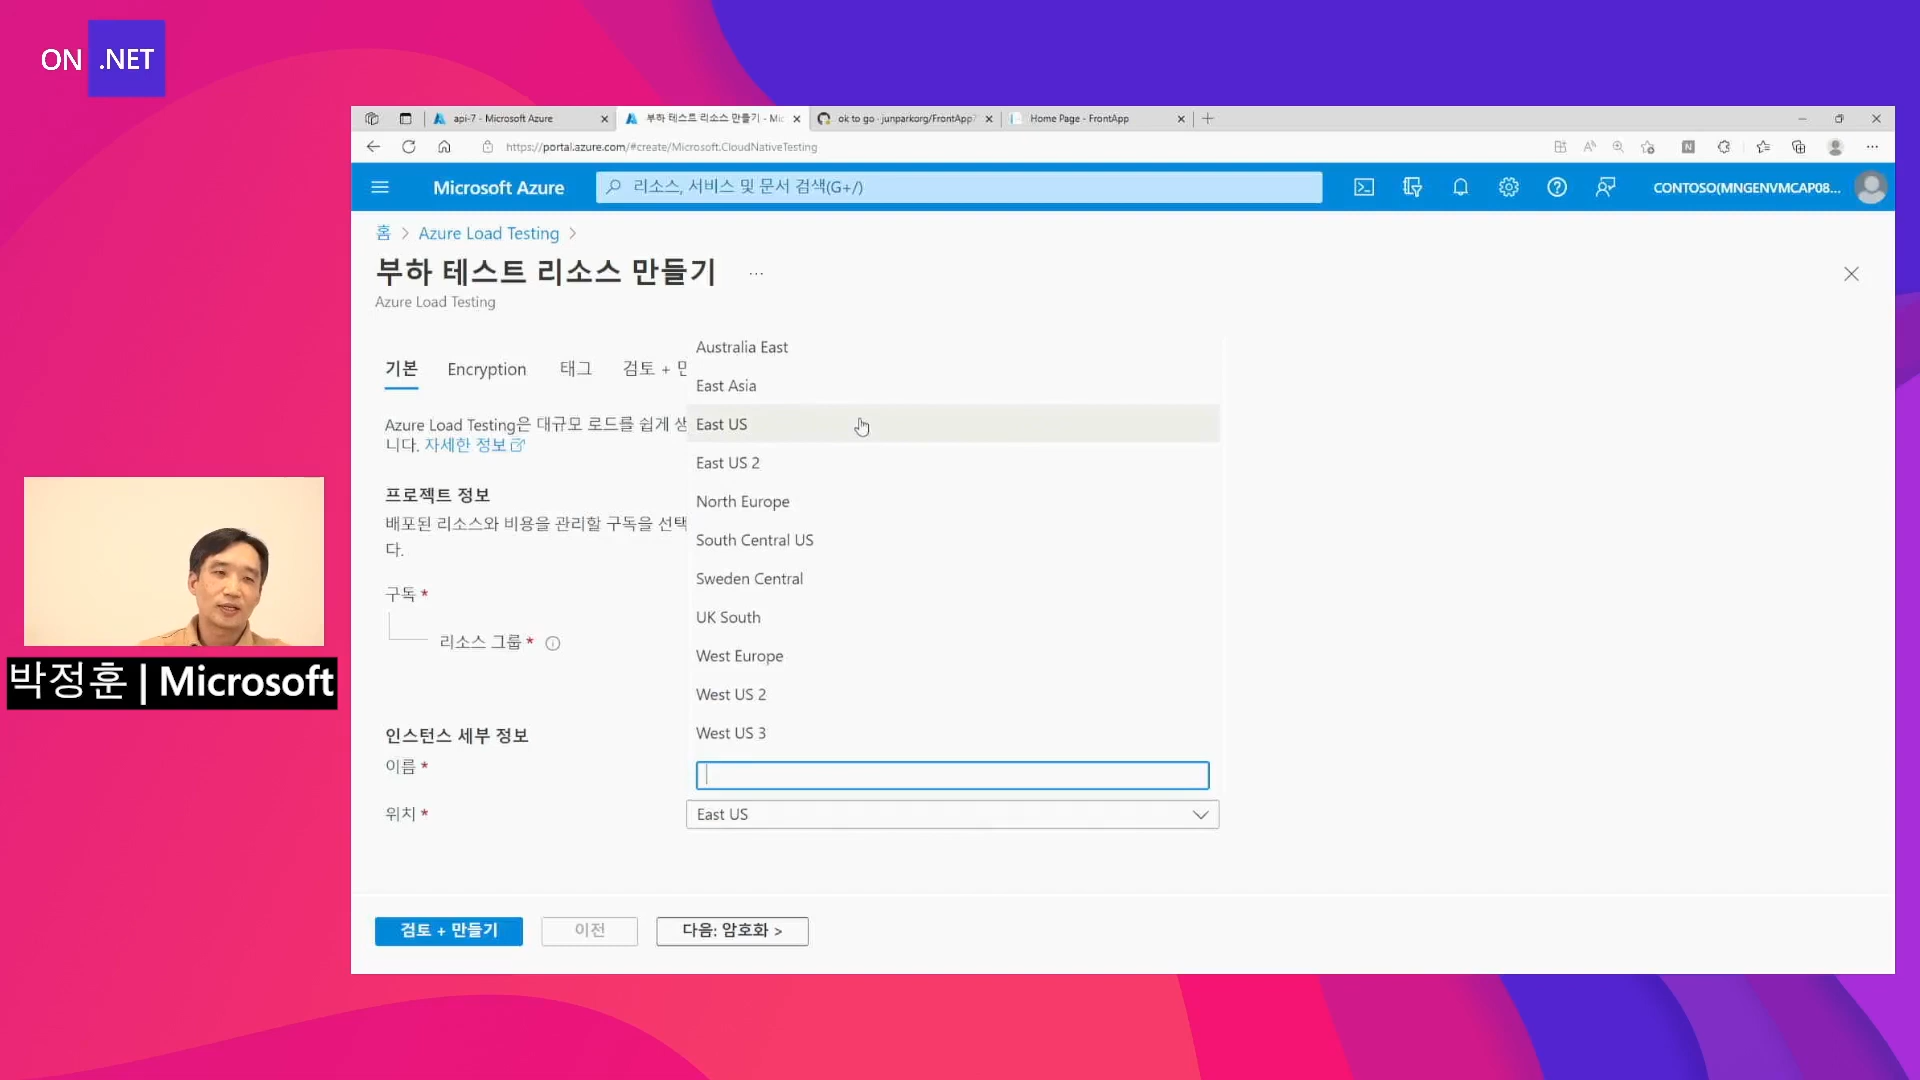 ON .NET
api-7 - Microsoft Azure
부하 테스트 리소스 만들기 - Mic
ok to go · junparkorg/FrontApp7
Home Page - FrontApp
https://portal.azure.com/#create/Microsoft.CloudNativeTesting
Microsoft Azure
리소스, 서비스 및 문서 검색(G+/)
CONTOSO(MNGENVMCAP08...
홈 > Azure Load Testing >
부하 테스트 리소스 만들기 ...
Azure Load Testing
기본 Encryption 태그 검토 + 만
Azure Load Testing은 대규모 로드를 쉽게 생
니다. 자세한 정보
프로젝트 정보
배포된 리소스와 비용을 관리할 구독을 선택
다.
구독 *
리소스 그룹 *
인스턴스 세부 정보
이름 *
위치 *
Australia East
East Asia
East US
East US 2
North Europe
South Central US
Sweden Central
UK South
West Europe
West US 2
West US 3
East US
검토 + 만들기
이전
다음: 암호화 >
박정훈 | Microsoft